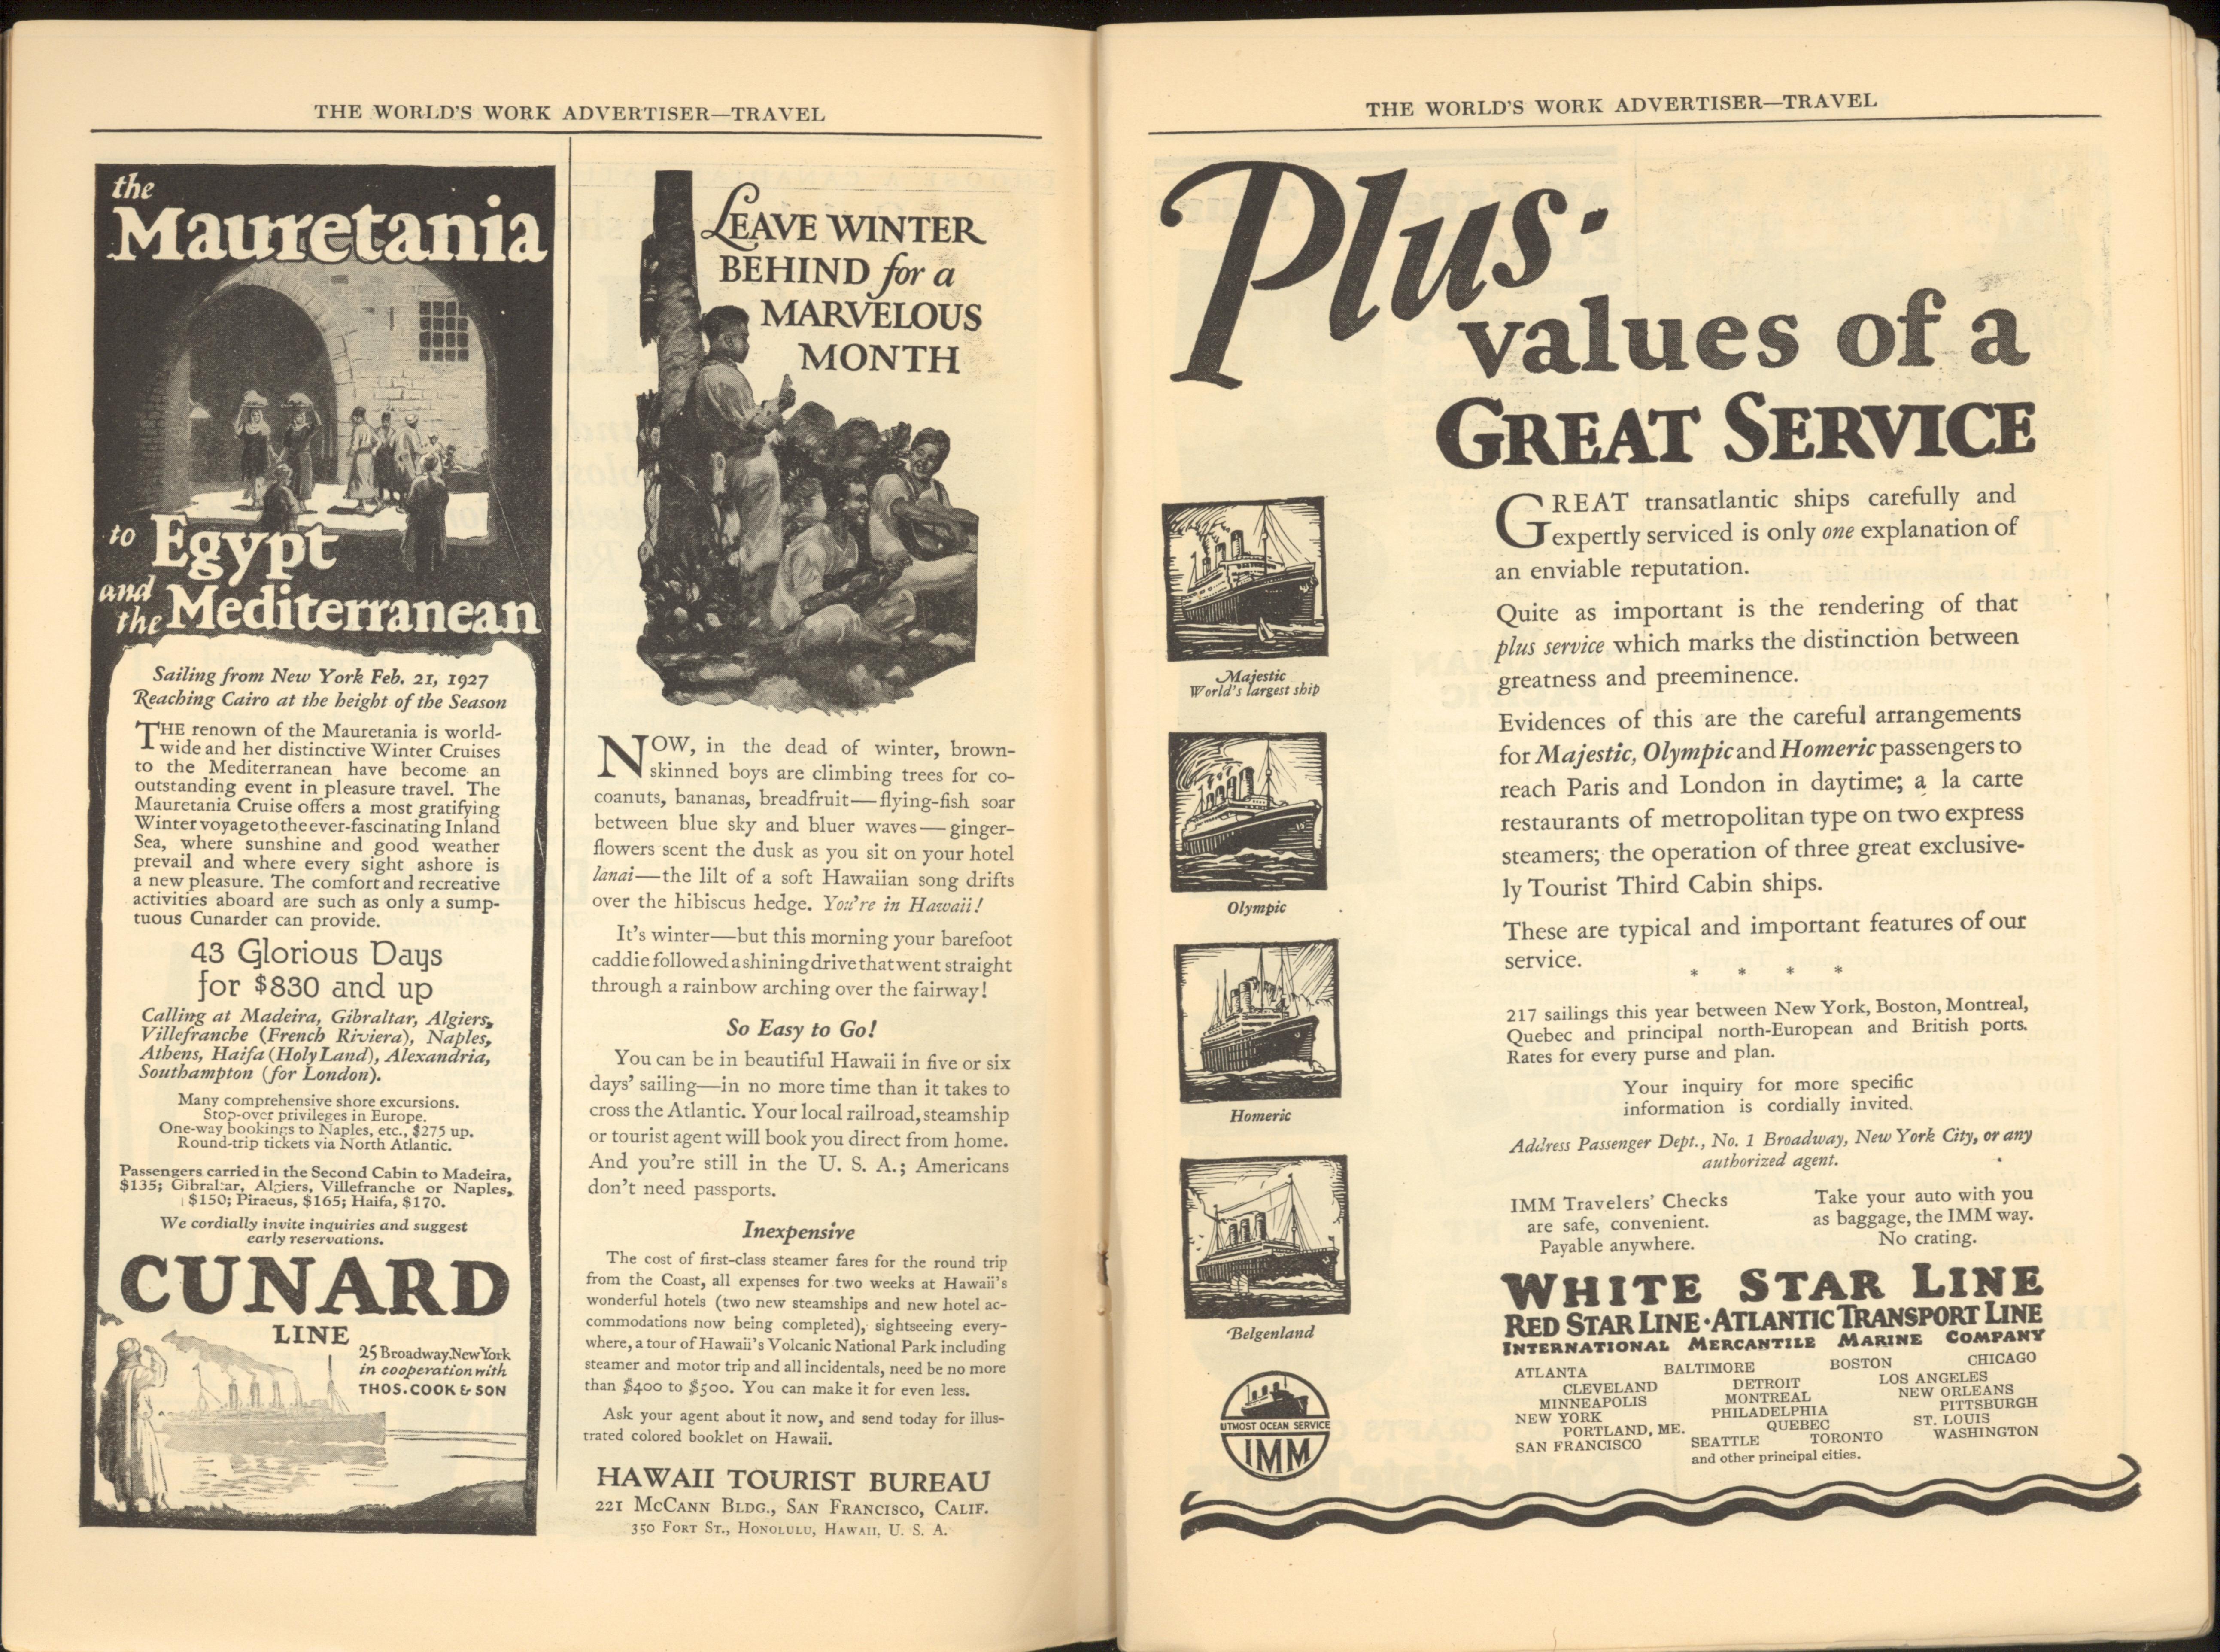 THE WORLD'S WORK ADVERTISER—TRAVEL
the
Mauretania
to Egypt
and
the Mediterranean
Sailing from New York Feb. 21, 1927
Reaching Cairo at the height of the Season
THE renown of the Mauretania is world-
wide and her distinctive Winter Cruises
to the Mediterranean have become an
outstanding event in pleasure travel. The
Mauretania Cruise offers a most gratifying
Winter voyage to the ever-fascinating Inland
Sea, where sunshine and good weather
prevail and where every sight ashore is
a new pleasure. The comfort and recreative
activities aboard are such as only a sump-
tuous Cunarder can provide.
43 Glorious Days
for $830 and up
Calling at Madeira, Gibraltar, Algiers,
Villefranche (French Riviera), Naples,
Athens, Haifa (Holy Land), Alexandria,
Southampton (for London).
Many comprehensive shore excursions.
Stop-over privileges in Europe.
One-way bookings to Naples, etc., $275 up.
Round-trip tickets via North Atlantic.
Passengers carried in the Second Cabin to Madeira,
$135; Gibraltar, Algiers, Villefranche or Naples,
$150; Piraeus, $165; Haifa, $170.
We cordially invite inquiries and suggest
early reservations.
CUNARD
LINE
25 Broadway, New York
in cooperation with
THOS. COOK & SON
LEAVE WINTER
BEHIND for a
MARVELOUS
MONTH
NOW, in the dead of winter, brown-
skinned boys are climbing trees for co-
coanuts, bananas, breadfruit—flying-fish soar
between blue sky and bluer waves—ginger-
flowers scent the dusk as you sit on your hotel
lanai—the lilt of a soft Hawaiian song drifts
over the hibiscus hedge. You're in Hawaii!
It's winter—but this morning your barefoot
caddie followed a shining drive that went straight
through a rainbow arching over the fairway!
So Easy to Go!
You can be in beautiful Hawaii in five or six
days' sailing—in no more time than it takes to
cross the Atlantic. Your local railroad, steamship
or tourist agent will book you direct from home.
And you're still in the U. S. A.; Americans
don't need passports.
Inexpensive
The cost of first-class steamer fares for the round trip
from the Coast, all expenses for two weeks at Hawaii's
wonderful hotels (two new steamships and new hotel ac-
commodations now being completed), sightseeing every-
where, a tour of Hawaii's Volcanic National Park including
steamer and motor trip and all incidentals, need be no more
than $400 to $500. You can make it for even less.
Ask your agent about it now, and send today for illus-
trated colored booklet on Hawaii.
HAWAII TOURIST BUREAU
221 McCann Bldg., San Francisco, Calif.
350 Fort St., Honolulu, Hawaii, U. S. A.
THE WORLD'S WORK ADVERTISER—TRAVEL
Plus-
values of a
GREAT SERVICE
Majestic
World's largest ship
Olympic
Homeric
Belgenland
UTMOST OCEAN SERVICE
IMM
GREAT transatlantic ships carefully and
expertly serviced is only one explanation of
an enviable reputation.
Quite as important is the rendering of that
plus service which marks the distinction between
greatness and preeminence.
Evidences of this are the careful arrangements
for Majestic, Olympic and Homeric passengers to
reach Paris and London in daytime; a la carte
restaurants of metropolitan type on two express
steamers; the operation of three great exclusive-
ly Tourist Third Cabin ships.
These are typical and important features of our
service.
* * * *
217 sailings this year between New York, Boston, Montreal,
Quebec and principal north-European and British ports.
Rates for every purse and plan.
Your inquiry for more specific
information is cordially invited.
Address Passenger Dept., No. 1 Broadway, New York City, or any
authorized agent.
IMM Travelers' Checks
are safe, convenient.
Payable anywhere.
Take your auto with you
as baggage, the IMM way.
No crating.
WHITE STAR LINE
RED STAR LINE · ATLANTIC TRANSPORT LINE
INTERNATIONAL MERCANTILE MARINE COMPANY
ATLANTA BALTIMORE BOSTON CHICAGO
CLEVELAND DETROIT LOS ANGELES
MINNEAPOLIS MONTREAL NEW ORLEANS
NEW YORK PHILADELPHIA PITTSBURGH
PORTLAND, ME. QUEBEC ST. LOUIS
SAN FRANCISCO SEATTLE TORONTO WASHINGTON
and other principal cities.